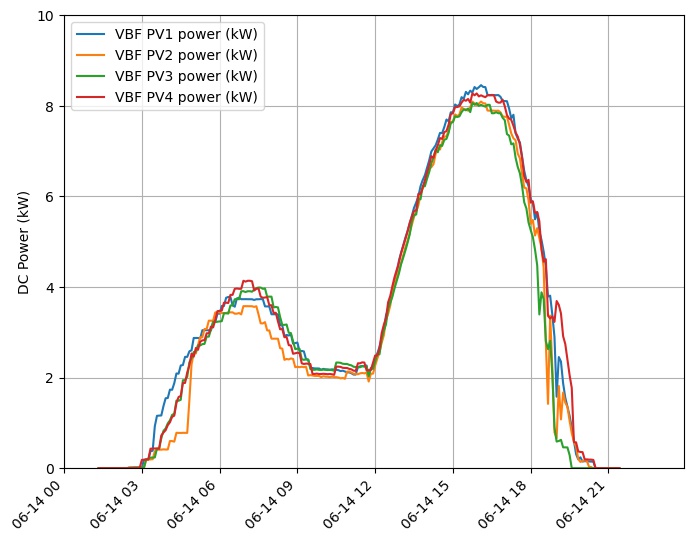 VBF PV1 power (kW)
VBF PV2 power (kW)
VBF PV3 power (kW)
VBF PV4 power (kW)
DC Power (kW)
10
8
6
4
2
0
06-14 00
06-14 03
06-14 06
06-14 09
06-14 12
06-14 15
06-14 18
06-14 21